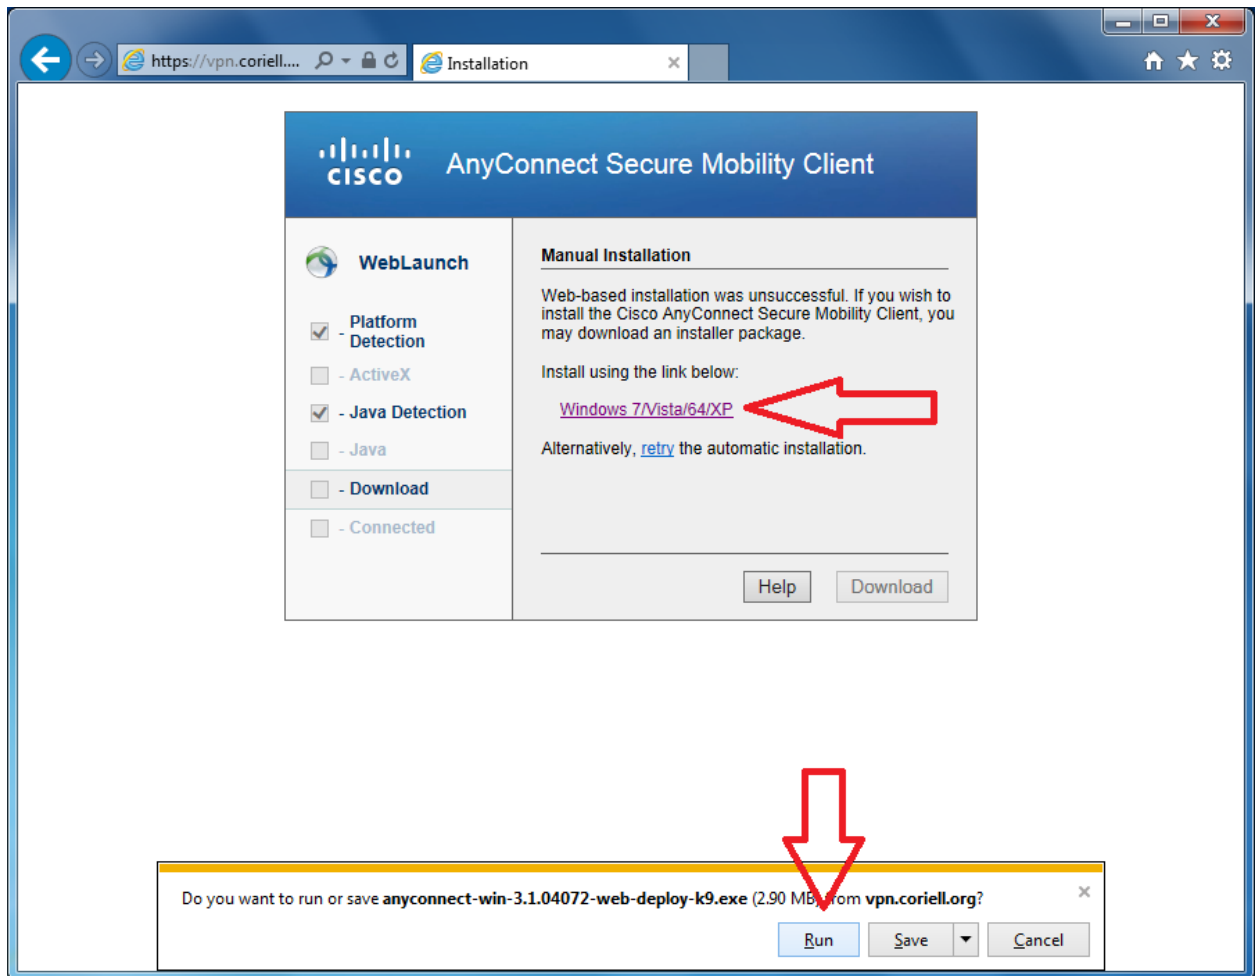 https://vpn.coriell....
Installation
CISCO
AnyConnect Secure Mobility Client
WebLaunch
- Platform
Detection
- ActiveX
- Java Detection
- Java
- Download
- Connected
Manual Installation
Web-based installation was unsuccessful. If you wish to
install the Cisco AnyConnect Secure Mobility Client, you
may download an installer package.
Install using the link below:
Windows 7/Vista/64/XP
Alternatively, retry the automatic installation.
Help
Download
Do you want to run or save anyconnect-win-3.1.04072-web-deploy-k9.exe (2.90 MB) from vpn.coriell.org?
Run
Save
Cancel